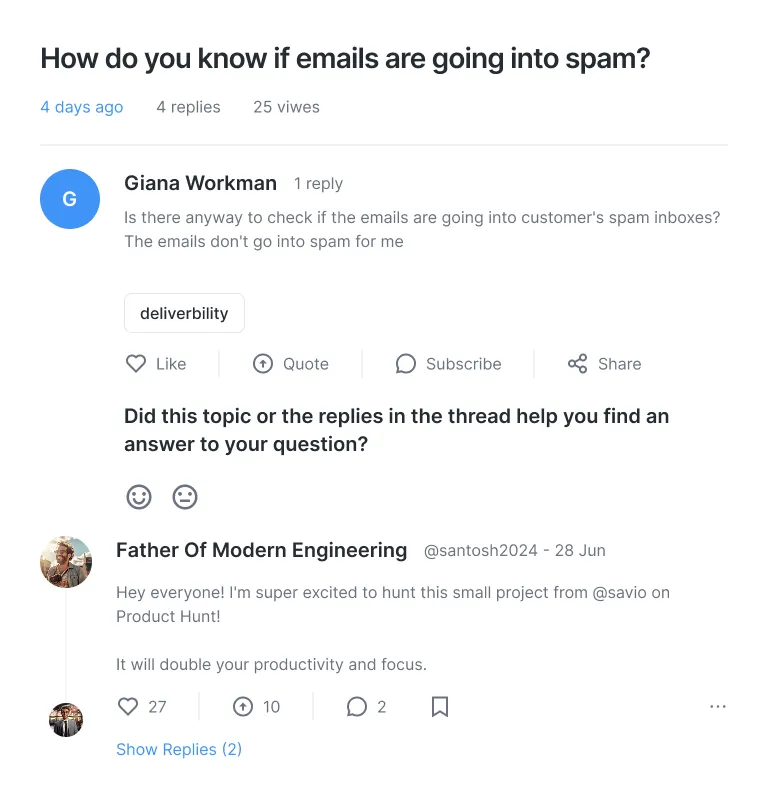 How do you know if emails are going into spam?
4 days ago 4 replies 25 viwes
G
Giana Workman 1 reply
Is there anyway to check if the emails are going into customer's spam inboxes?
The emails don't go into spam for me
deliverbility
Like Quote Subscribe Share
Did this topic or the replies in the thread help you find an
answer to your question?
Father Of Modern Engineering @santosh2024 - 28 Jun
Hey everyone! I'm super excited to hunt this small project from @savio on
Product Hunt!
It will double your productivity and focus.
27 10 2
Show Replies (2)